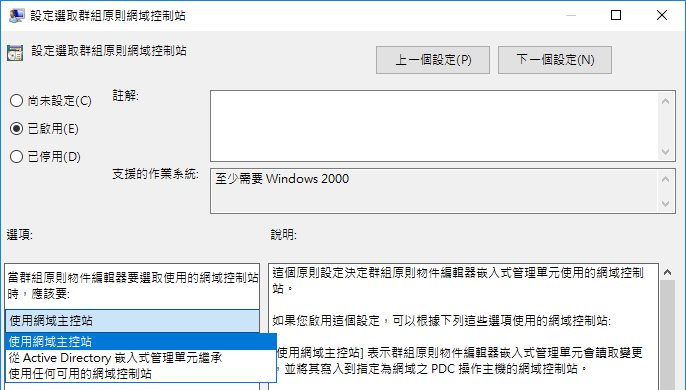 設定選取群組原則網域控制站
設定選取群組原則網域控制站
上一個設定(P)
下一個設定(N)
尚未設定(C)
註解:
已啟用(E)
已停用(D)
支援的作業系統:
至少需要 Windows 2000
選項:
說明:
當群組原則物件編輯器要選取使用的網域控制站
時，應該要:
使用網域主控站
使用網域主控站
從 Active Directory 嵌入式管理單元繼承
使用任何可用的網域控制站
這個原則設定決定群組原則物件編輯器嵌入式管理單元使用的網域控制
站。
如果您啟用這個設定，可以根據下列這些選項使用的網域控制站:
使用網域主控站] 表示群組原則物件編輯器嵌入式管理單元會讀取變更
，並將其寫入到指定為網域之 PDC 操作主機的網域控制站。